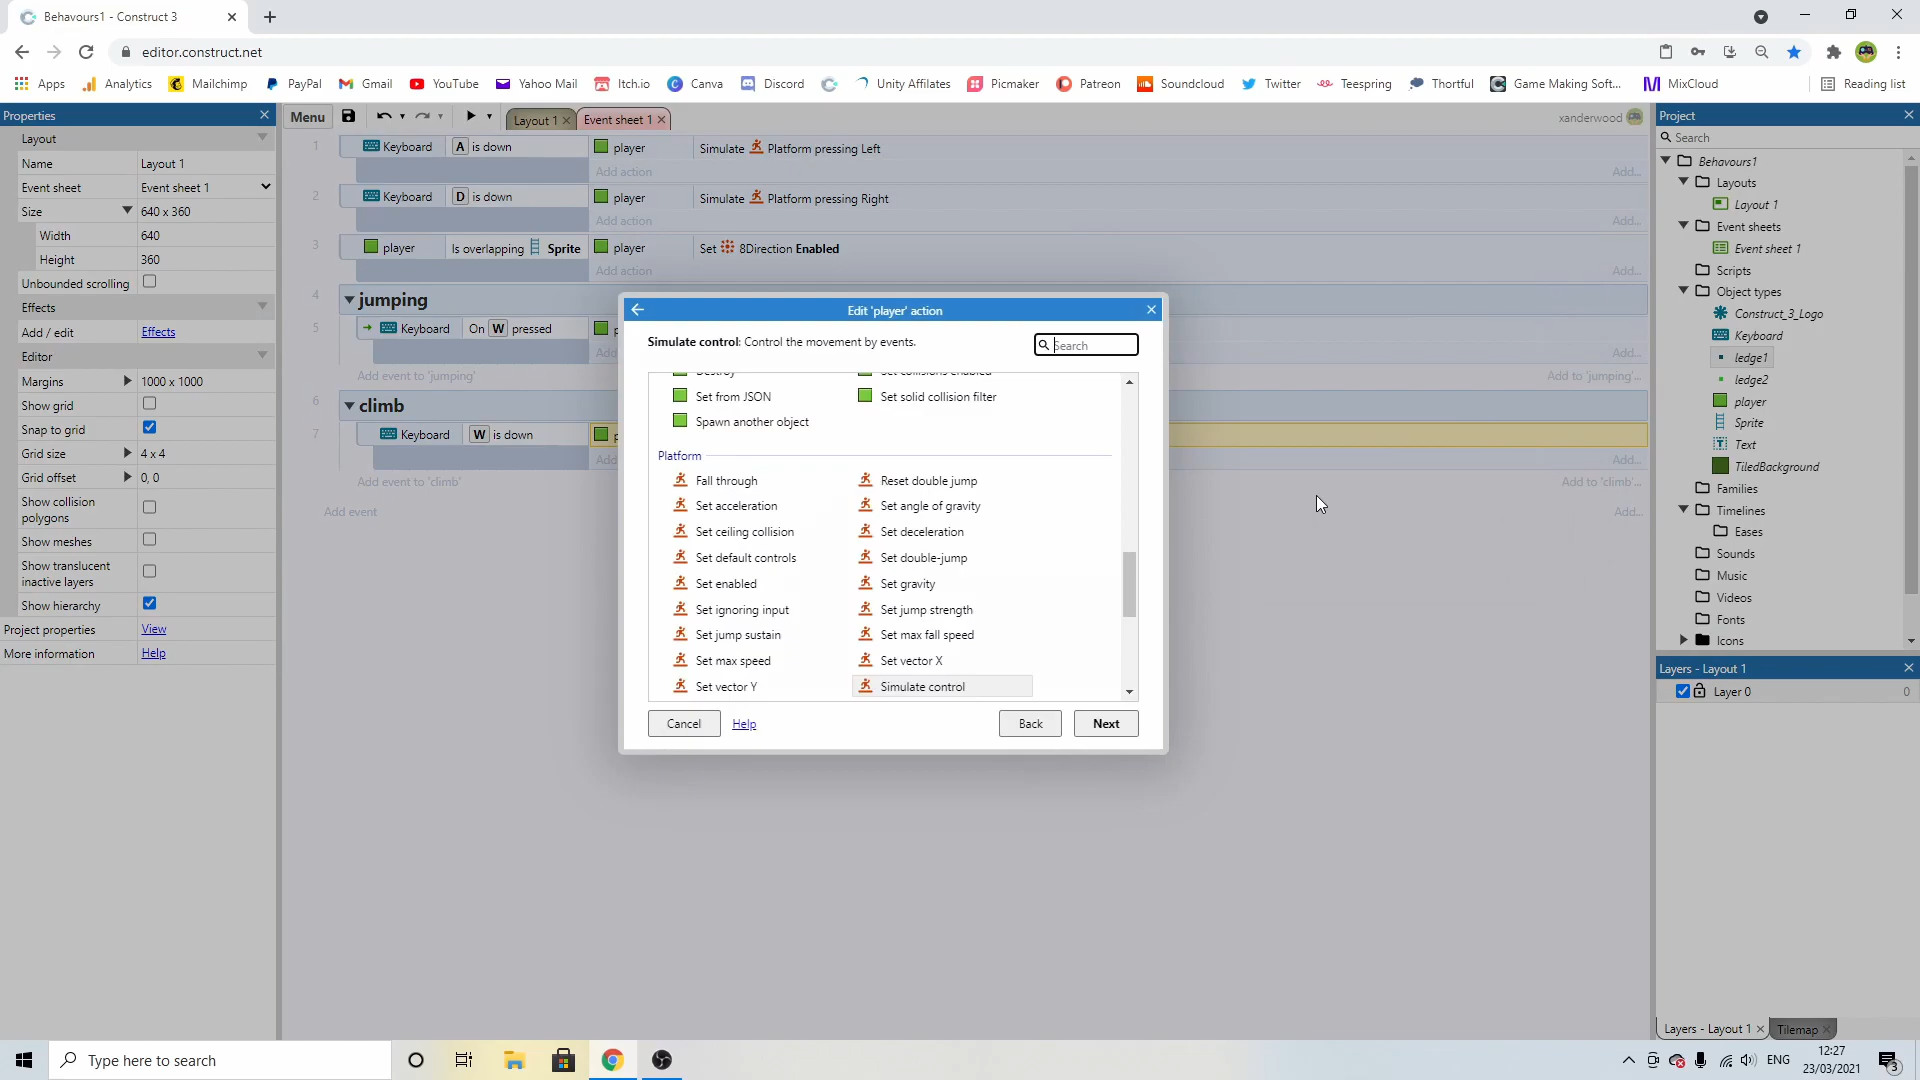 Behavours1 - Construct 3
editor.construct.net
Apps Analytics Mailchimp PayPal Gmail YouTube Yahoo Mail Itch.io Canva Discord Unity Affilates Picmaker Patreon Soundcloud Twitter Teespring Thortful Game Making Soft... MixCloud Reading list
Properties
Layout
Name Layout 1
Event sheet Event sheet 1
Size 640 x 360
Width 640
Height 360
Unbounded scrolling
Effects
Add / edit Effects
Editor
Margins 1000 x 1000
Show grid
Snap to grid
Grid size 4 x 4
Grid offset 0, 0
Show collision polygons
Show meshes
Show translucent inactive layers
Show hierarchy
Project properties View
More information Help
Menu Layout 1 Event sheet 1 xanderwood
1 Keyboard A is down player Simulate Platform pressing Left
Add action Add...
2 Keyboard D is down player Simulate Platform pressing Right
Add action Add...
3 player Is overlapping Sprite player Set 8Direction Enabled
Add action Add...
4 jumping
5 Keyboard On W pressed
Add event to 'jumping' Add to 'jumping'...
6 climb
7 Keyboard W is down
Add...
Add event to 'climb' Add to 'climb'...
Add event Add...
Edit 'player' action
Simulate control: Control the movement by events.
Search
Destroy Set collisions enabled
Set from JSON Set solid collision filter
Spawn another object
Platform
Fall through Reset double jump
Set acceleration Set angle of gravity
Set ceiling collision Set deceleration
Set default controls Set double-jump
Set enabled Set gravity
Set ignoring input Set jump strength
Set jump sustain Set max fall speed
Set max speed Set vector X
Set vector Y Simulate control
Cancel Help Back Next
Project
Search
Behavours1
Layouts
Layout 1
Event sheets
Event sheet 1
Scripts
Object types
Construct_3_Logo
Keyboard
ledge1
ledge2
player
Sprite
Text
TiledBackground
Families
Timelines
Eases
Sounds
Music
Videos
Fonts
Icons
Layers - Layout 1
Layer 0 0
Layers - Layout 1 Tilemap
Type here to search
ENG 12:27
23/03/2021 3